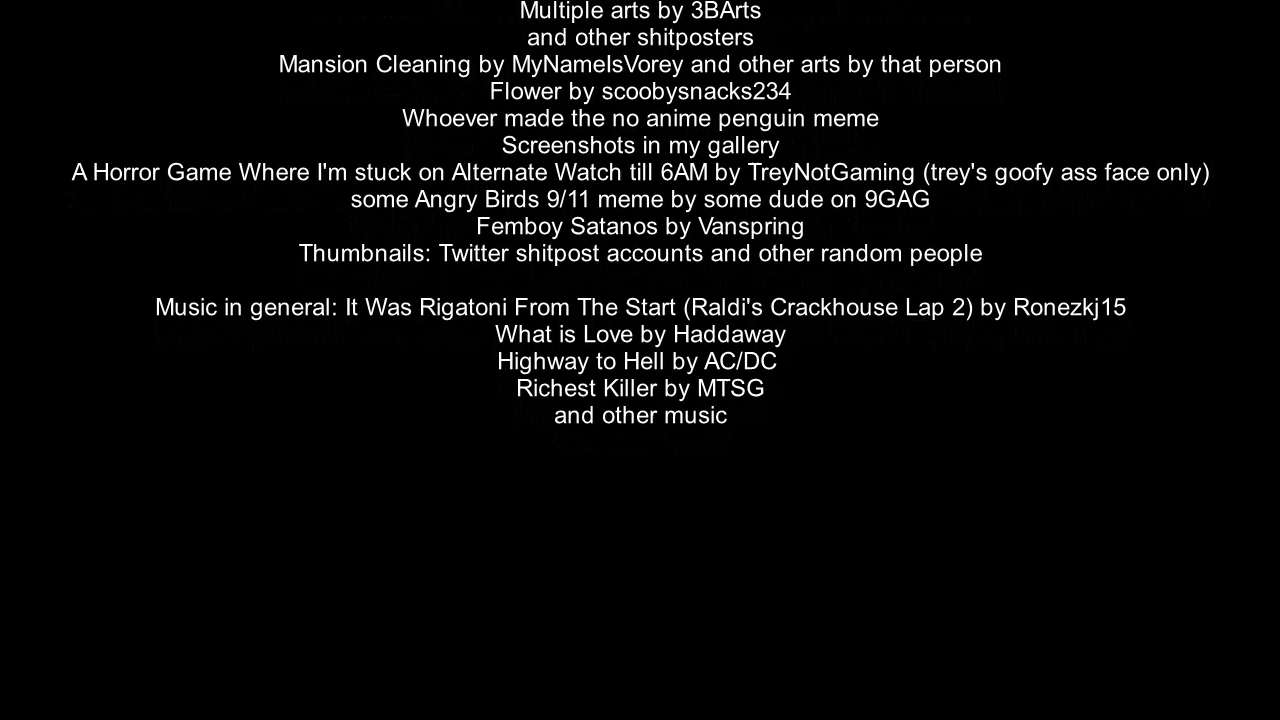 Multiple arts by 3BArts
and other shitposters
Mansion Cleaning by MyNameIsVorey and other arts by that person
Flower by scoobysnacks234
Whoever made the no anime penguin meme
Screenshots in my gallery
A Horror Game Where I'm stuck on Alternate Watch till 6AM by TreyNotGaming (trey's goofy ass face only)
some Angry Birds 9/11 meme by some dude on 9GAG
Femboy Satanos by Vanspring
Thumbnails: Twitter shitpost accounts and other random people
Music in general: It Was Rigatoni From The Start (Raldi's Crackhouse Lap 2) by Ronezkj15
What is Love by Haddaway
Highway to Hell by AC/DC
Richest Killer by MTSG
and other music